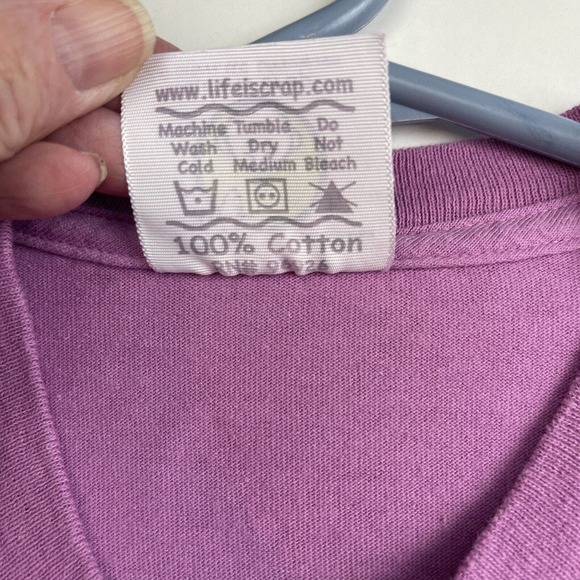 www.lifeiscrap.com
Machine Tumble Do
Wash Dry Not
Cold Medium Bleach
100% Cotton